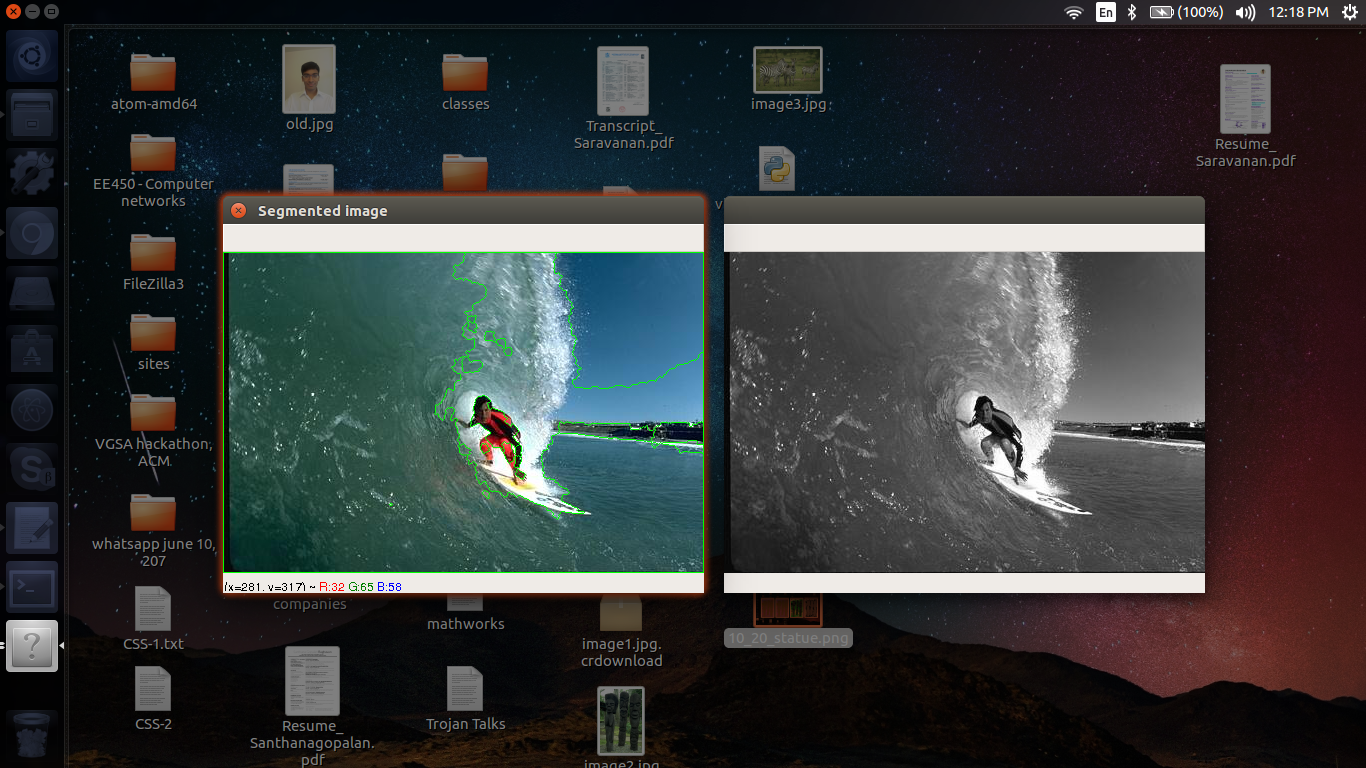 En
(100%)
12:18 PM
atom-amd64
old.jpg
classes
Transcript_
Saravanan.pdf
image3.jpg
Resume_
Saravanan.pdf
EE450 - Computer
networks
Segmented image
FileZilla3
sites
VGSA hackathon,
ACM
whatsapp june 10,
207
(x=281, y=317) ~ R:32 G:65 B:58
companies
mathworks
10_20_statue.png
CSS-1.txt
image1.jpg.
crdownload
CSS-2
Resume_
Santhanagopalan.
pdf
Trojan Talks
image2.jpg